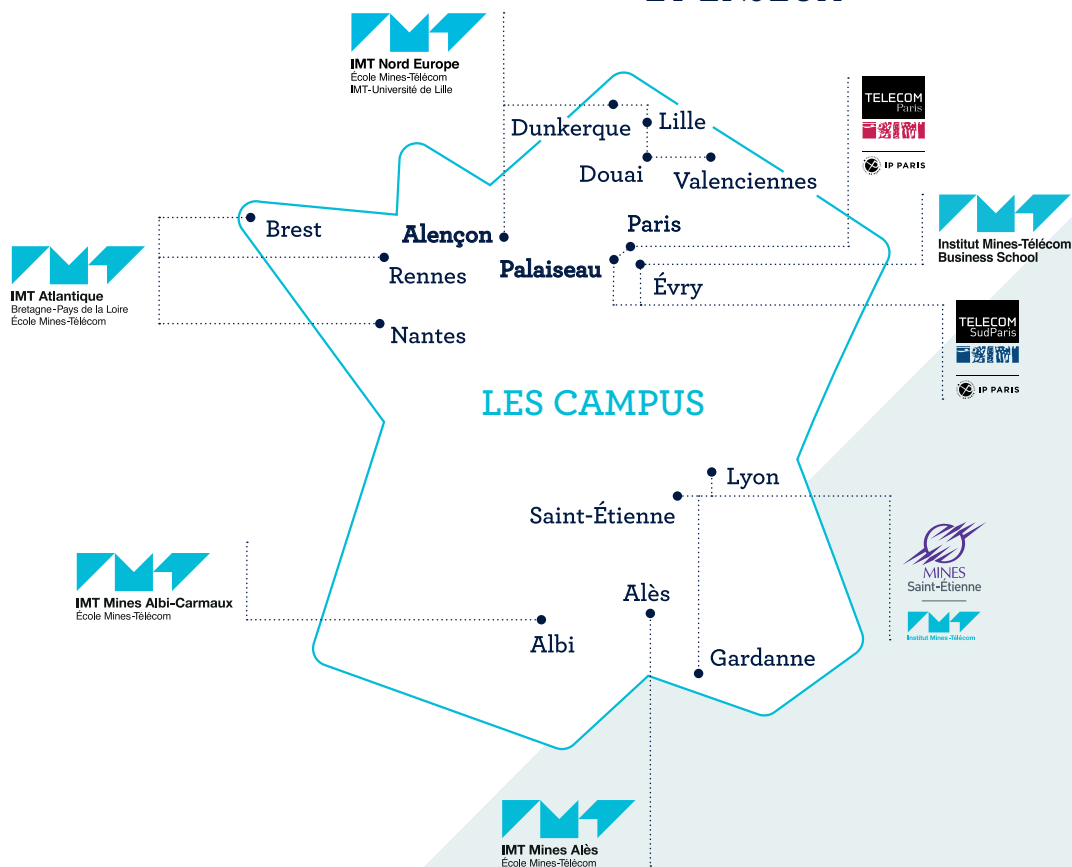 IMT Nord Europe
École Mines-Télécom
IMT-Université de Lille
TELECOM
Paris
IP PARIS
Dunkerque
Lille
Douai
Valenciennes
Brest
Alençon
Rennes
Paris
Palaiseau
Évry
Institut Mines-Télécom
Business School
IMT Atlantique
Bretagne-Pays de la Loire
École Mines-Télécom
Nantes
TELECOM
SudParis
IP PARIS
LES CAMPUS
Lyon
Saint-Étienne
MINES
Saint-Étienne
Institut Mines-Télécom
IMT Mines Albi-Carmaux
École Mines-Télécom
Alès
Albi
Gardanne
IMT Mines Alès
École Mines-Télécom